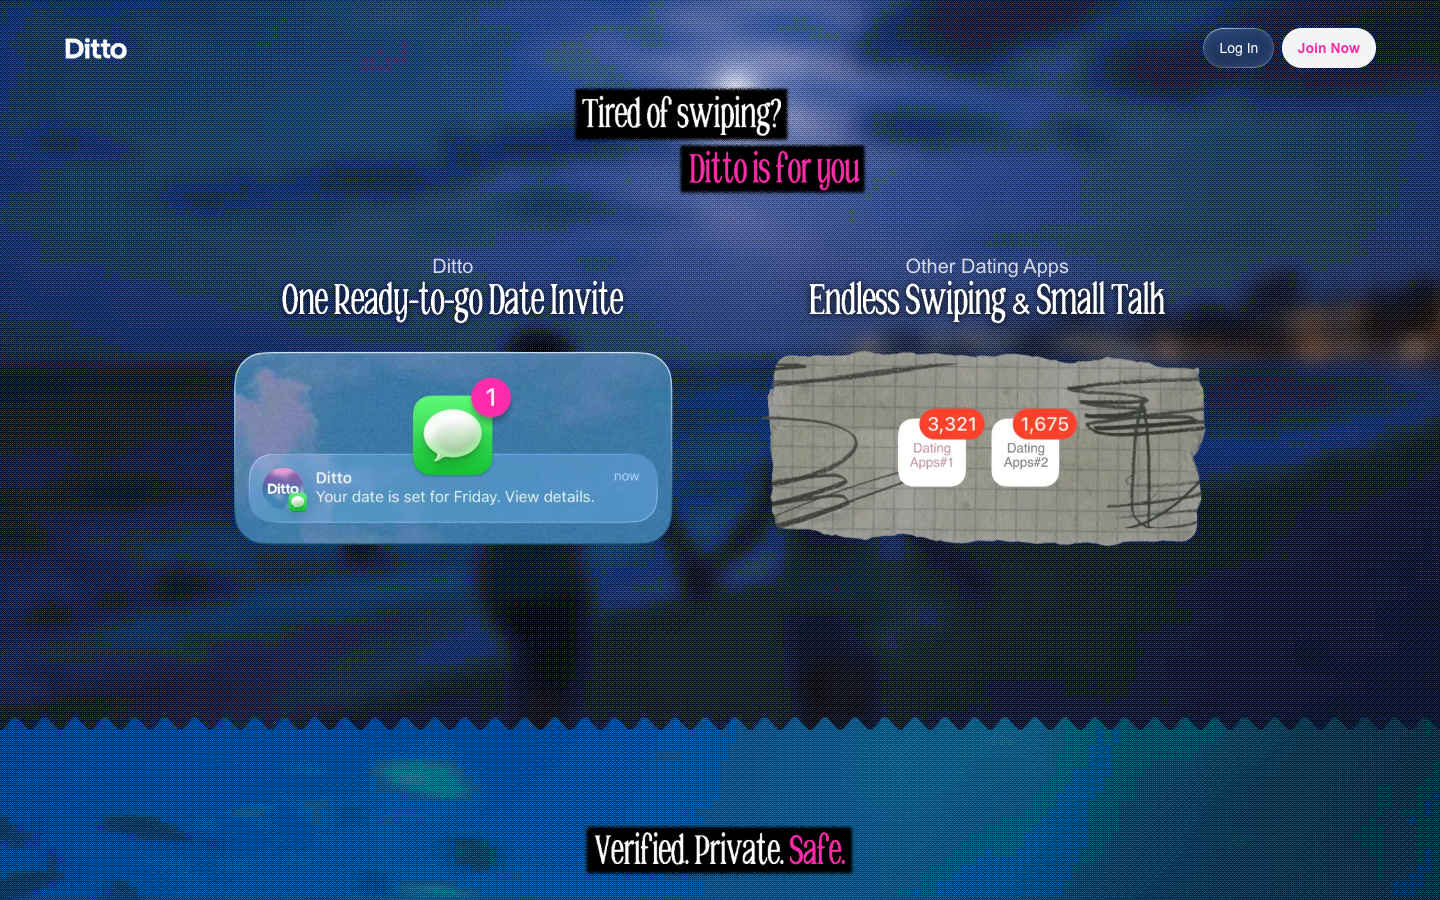 Ditto
Log In
Join Now
Tired of swiping?
Ditto is for you
Ditto
One Ready-to-go Date Invite
Other Dating Apps
Endless Swiping & Small Talk
1
Ditto
Ditto
now
Your date is set for Friday. View details.
3,321
Dating
Apps#1
1,675
Dating
Apps#2
Verified. Private. Safe.